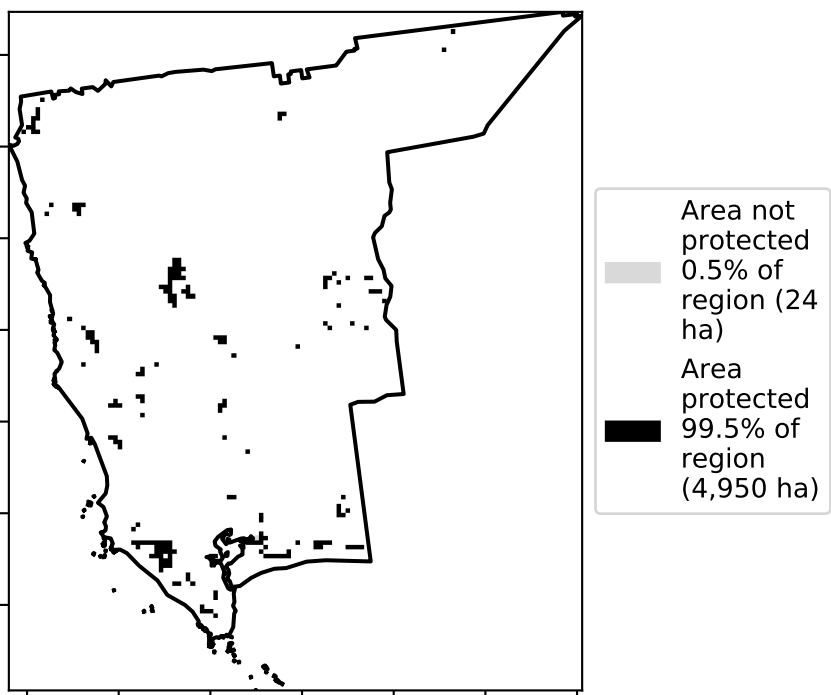 Area not
protected
0.5% of
region (24
ha)
Area
protected
99.5% of
region
(4,950 ha)